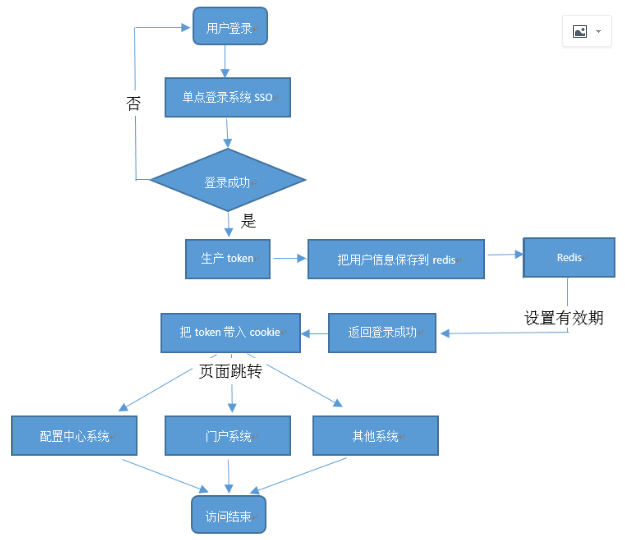 用户登录
单点登录系统 SSO
否
登录成功
是
生产 token
把用户信息保存到 redis
Redis
设置有效期
返回登录成功
把 token 带入 cookie
页面跳转
配置中心系统
门户系统
其他系统
访问结束